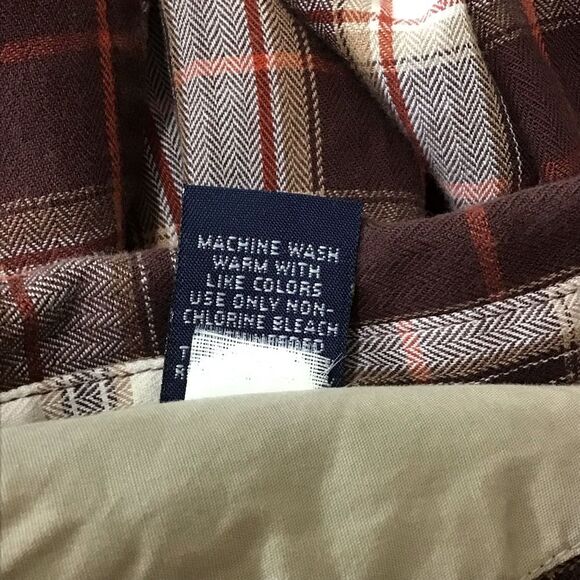 MACHINE WASH
WARM WITH
LIKE COLORS
USE ONLY NON-
CHLORINE BLEACH